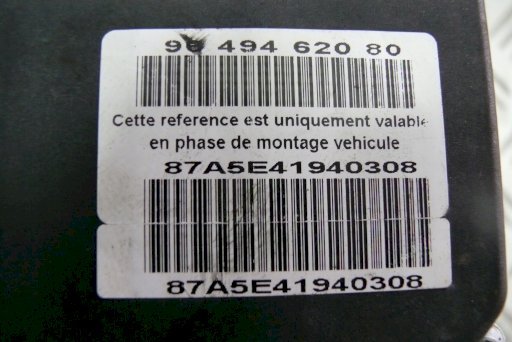 494 620 80
Cette reference est uniquement valable
en phase de montage vehicule
87A5E41940308
87A5E41940308